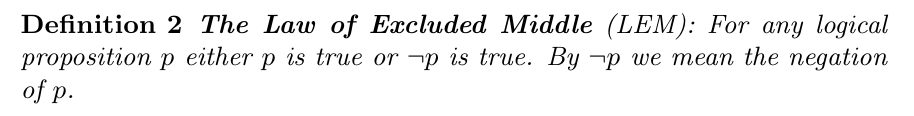 Definition 2 The Law of Excluded Middle (LEM): For any logical
proposition p either p is true or ¬p is true. By ¬p we mean the negation
of p.